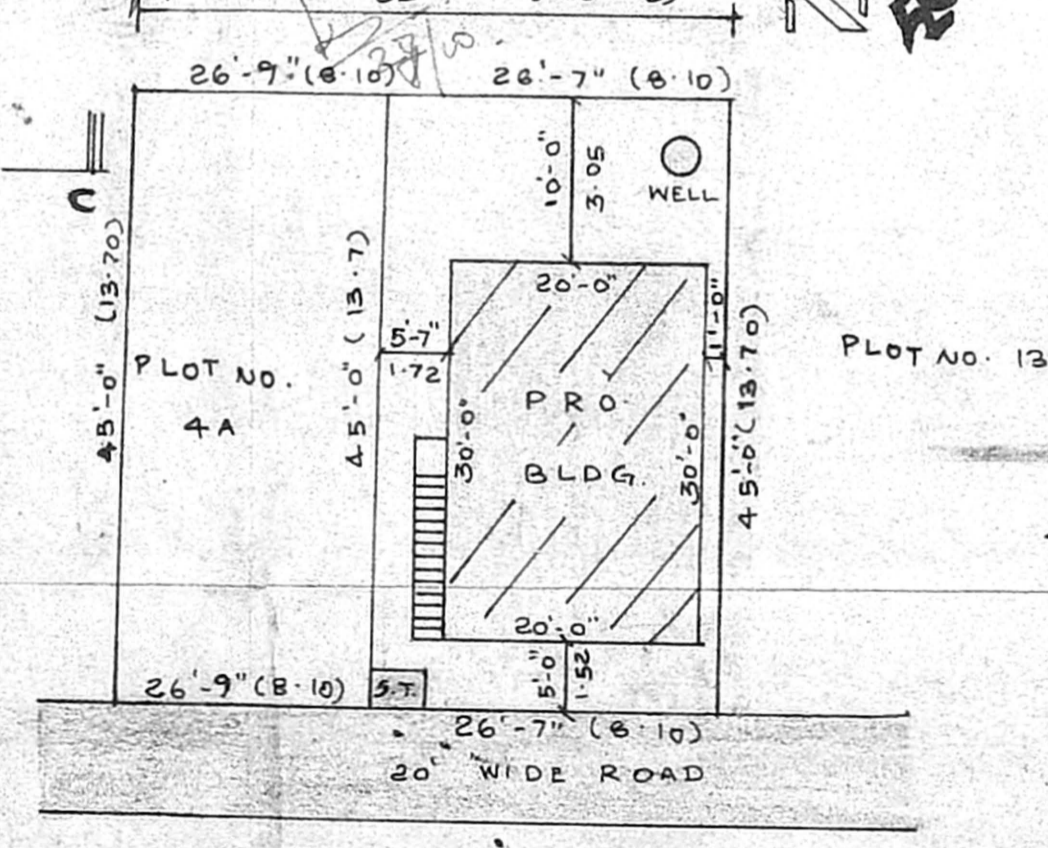 26'-9" (8·10) 26'-7" (8·10)
10'-0"
3·05
WELL
C
45'-0" (13·70)
45'-0" (13·7)
20'-0"
1'-0"
45'-0" (13·70)
5'-7"
1·72
PLOT NO.
4A
PLOT NO. 13
30'-0"
PRO.
BLDG.
30'-0"
20'-0"
5'-0"
1·52
26'-9" (8·10)
S.T.
26'-7" (8·10)
20' WIDE ROAD